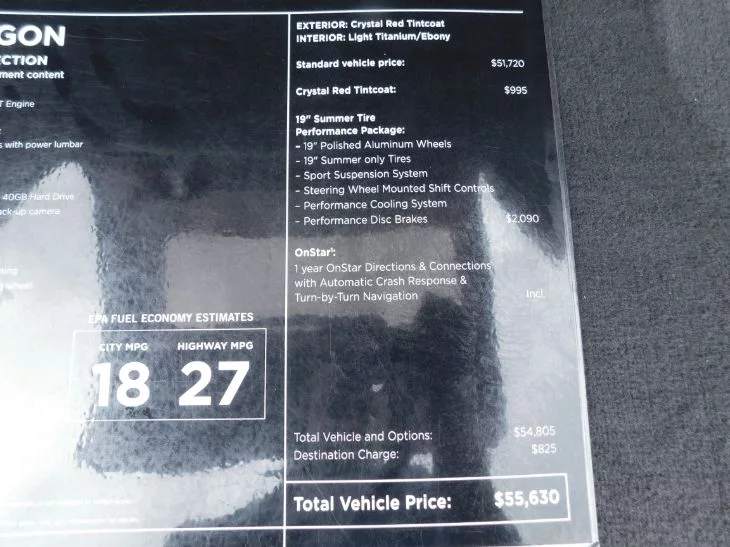 GON
CTION
ment content
T Engine
s with power lumbar
40GB Hard Drive
ck-up camera
EPA FUEL ECONOMY ESTIMATES
CITY MPG HIGHWAY MPG
18 27
EXTERIOR: Crystal Red Tintcoat
INTERIOR: Light Titanium/Ebony
Standard vehicle price: $51,720
Crystal Red Tintcoat: $995
19" Summer Tire
Performance Package:
– 19" Polished Aluminum Wheels
– 19" Summer only Tires
– Sport Suspension System
– Steering Wheel Mounted Shift Controls
– Performance Cooling System
– Performance Disc Brakes $2,090
OnStar¹:
1 year OnStar Directions & Connections
with Automatic Crash Response &
Turn-by-Turn Navigation Incl.
Total Vehicle and Options: $54,805
Destination Charge: $825
Total Vehicle Price: $55,630